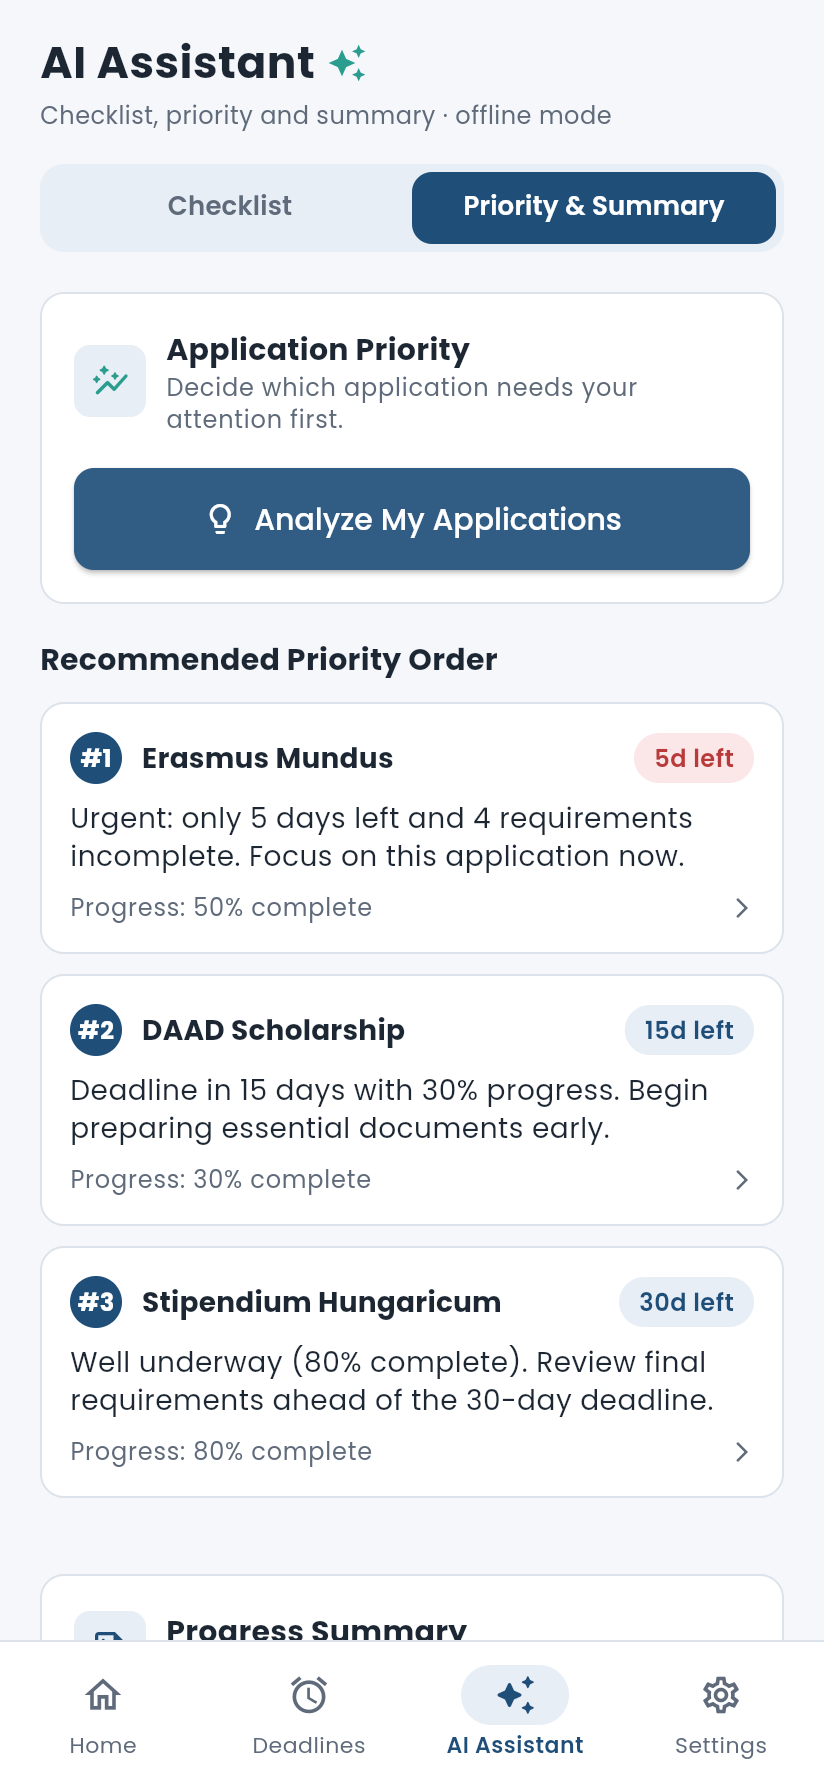 AI Assistant
Checklist, priority and summary · offline mode
Checklist
Priority & Summary
Application Priority
Decide which application needs your
attention first.
Analyze My Applications
Recommended Priority Order
#1 Erasmus Mundus 5d left
Urgent: only 5 days left and 4 requirements
incomplete. Focus on this application now.
Progress: 50% complete
#2 DAAD Scholarship 15d left
Deadline in 15 days with 30% progress. Begin
preparing essential documents early.
Progress: 30% complete
#3 Stipendium Hungaricum 30d left
Well underway (80% complete). Review final
requirements ahead of the 30-day deadline.
Progress: 80% complete
Progress Summary
Home
Deadlines
AI Assistant
Settings